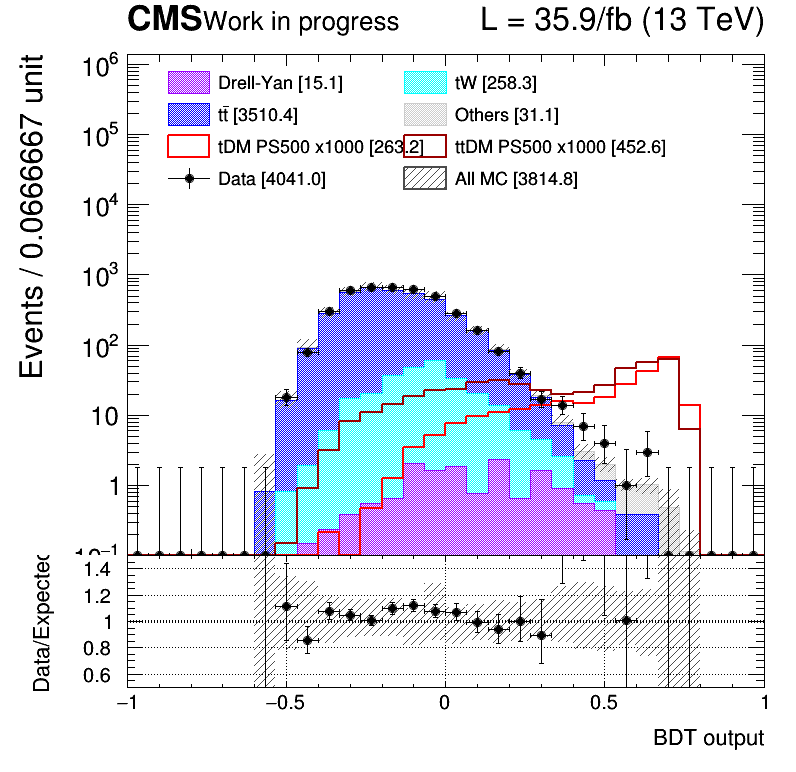 CMS Work in progress L = 35.9/fb (13 TeV)
Events / 0.0666667 unit
10⁶
10⁵
10⁴
10³
10²
10
1
10⁻¹
Drell-Yan [15.1]
tW [258.3]
tt̄ [3510.4]
Others [31.1]
tDM PS500 x1000 [263.2]
ttDM PS500 x1000 [452.6]
Data [4041.0]
All MC [3814.8]
Data/Expected
1.4
1.2
1
0.8
0.6
−1 −0.5 0 0.5 1
BDT output